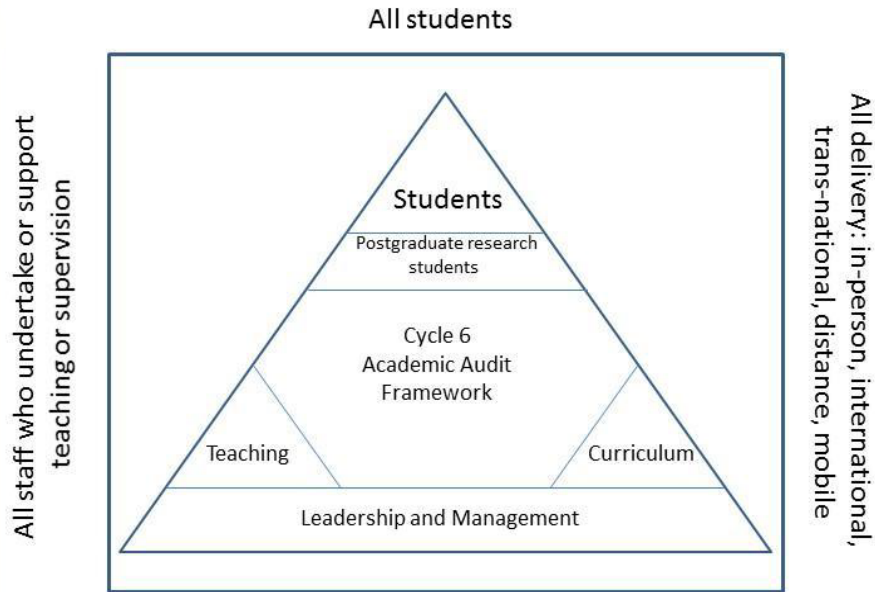 All students
All staff who undertake or support
teaching or supervision
Students
Postgraduate research
students
Cycle 6
Academic Audit
Framework
Teaching
Curriculum
Leadership and Management
All delivery: in-person, international,
trans-national, distance, mobile